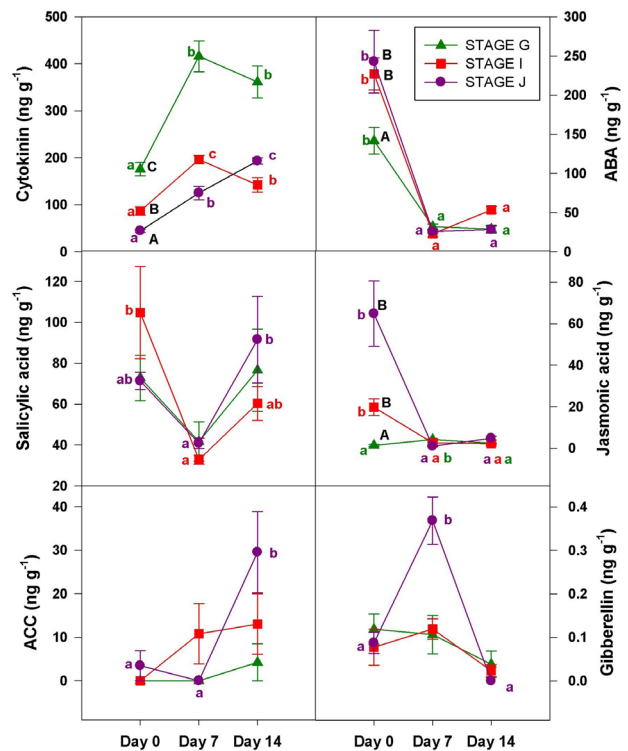 500
400
300
200
100
0
Cytokinin (ng g-1)
a C
b
b
a B
c
b
a A
b
c
300
250
200
150
100
50
0
ABA (ng g-1)
STAGE G
STAGE I
STAGE J
b B
b B
b A
a
a
a
a
a
a
120
100
80
60
40
20
Salicylic acid (ng g-1)
b
ab
a
a
b
ab
80
60
40
20
0
Jasmonic acid (ng g-1)
B
b
B
b
A
a
a a b
a a a
40
30
20
10
0
ACC (ng g-1)
a
a
b
0.4
0.3
0.2
0.1
0.0
Gibberellin (ng g-1)
a
b
a
Day 0 Day 7 Day 14
Day 0 Day 7 Day 14